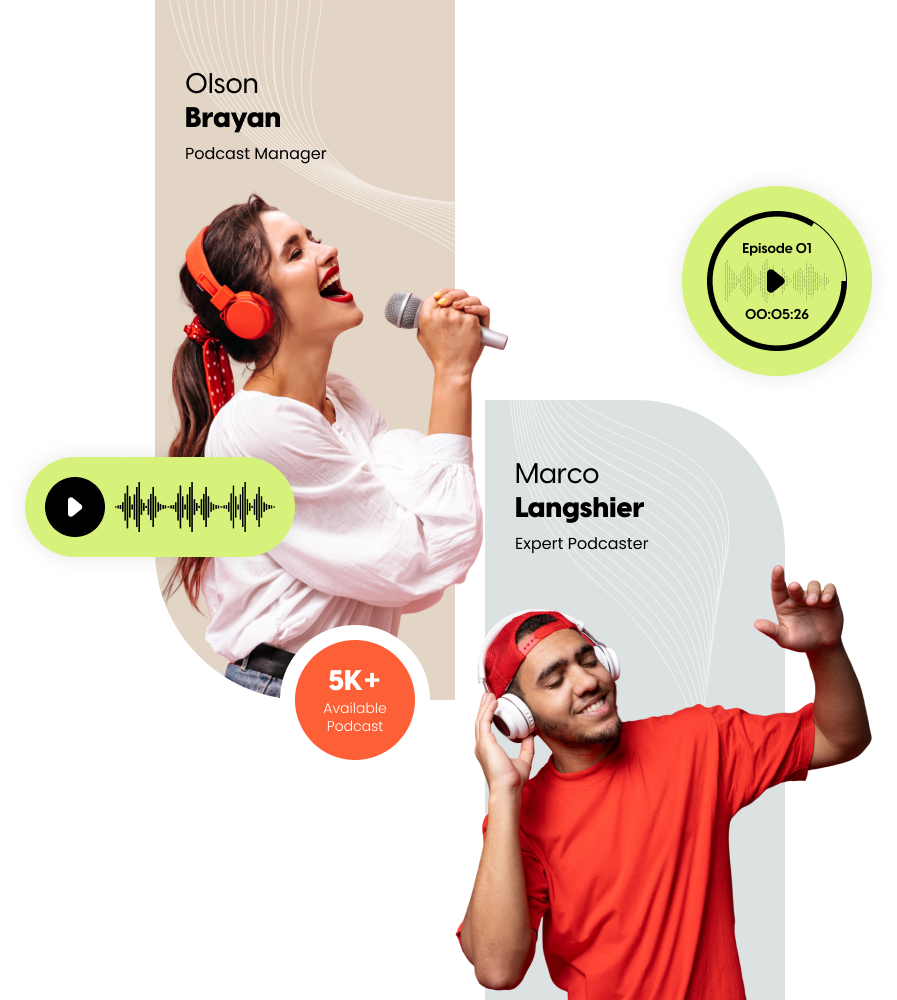 Olson
Brayan
Podcast Manager
Episode 01
00:05:26
Marco
Langshier
Expert Podcaster
5K+
Available
Podcast